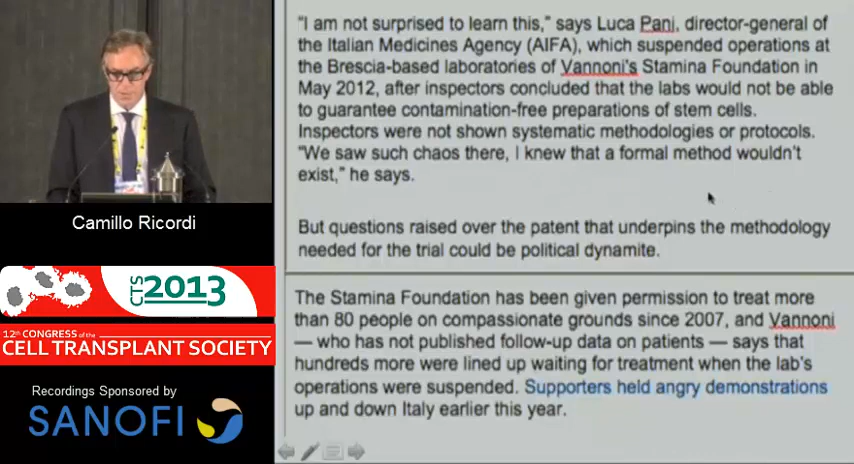 Camillo Ricordi
CTS
2013
12th CONGRESS of the
CELL TRANSPLANT SOCIETY
Recordings Sponsored by
SANOFI
“I am not surprised to learn this,” says Luca Pani, director-general of
the Italian Medicines Agency (AIFA), which suspended operations at
the Brescia-based laboratories of Vannoni's Stamina Foundation in
May 2012, after inspectors concluded that the labs would not be able
to guarantee contamination-free preparations of stem cells.
Inspectors were not shown systematic methodologies or protocols.
“We saw such chaos there, I knew that a formal method wouldn't
exist,” he says.
But questions raised over the patent that underpins the methodology
needed for the trial could be political dynamite.
The Stamina Foundation has been given permission to treat more
than 80 people on compassionate grounds since 2007, and Vannoni
— who has not published follow-up data on patients — says that
hundreds more were lined up waiting for treatment when the lab's
operations were suspended. Supporters held angry demonstrations
up and down Italy earlier this year.